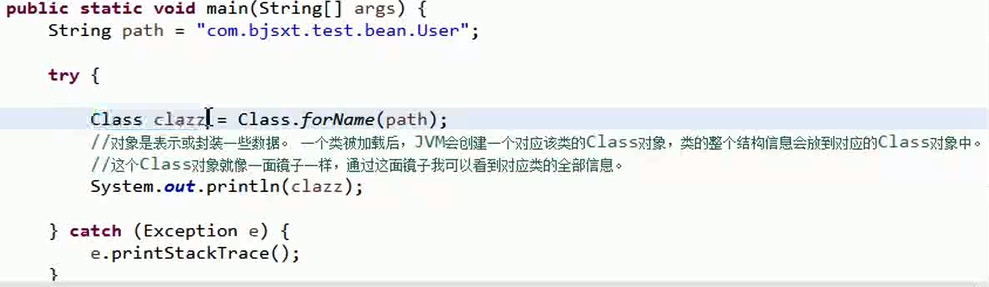 public static void main(String[] args) {
String path = "com.bjsxt.test.bean.User";
try {
Class clazz = Class.forName(path);
//对象是表示或封装一些数据。 一个类被加载后，JVM会创建一个对应该类的Class对象，类的整个结构信息会放到对应的Class对象中。
//这个Class对象就像一面镜子一样，通过这面镜子我可以看到对应类的全部信息。
System.out.println(clazz);
} catch (Exception e) {
e.printStackTrace();
}